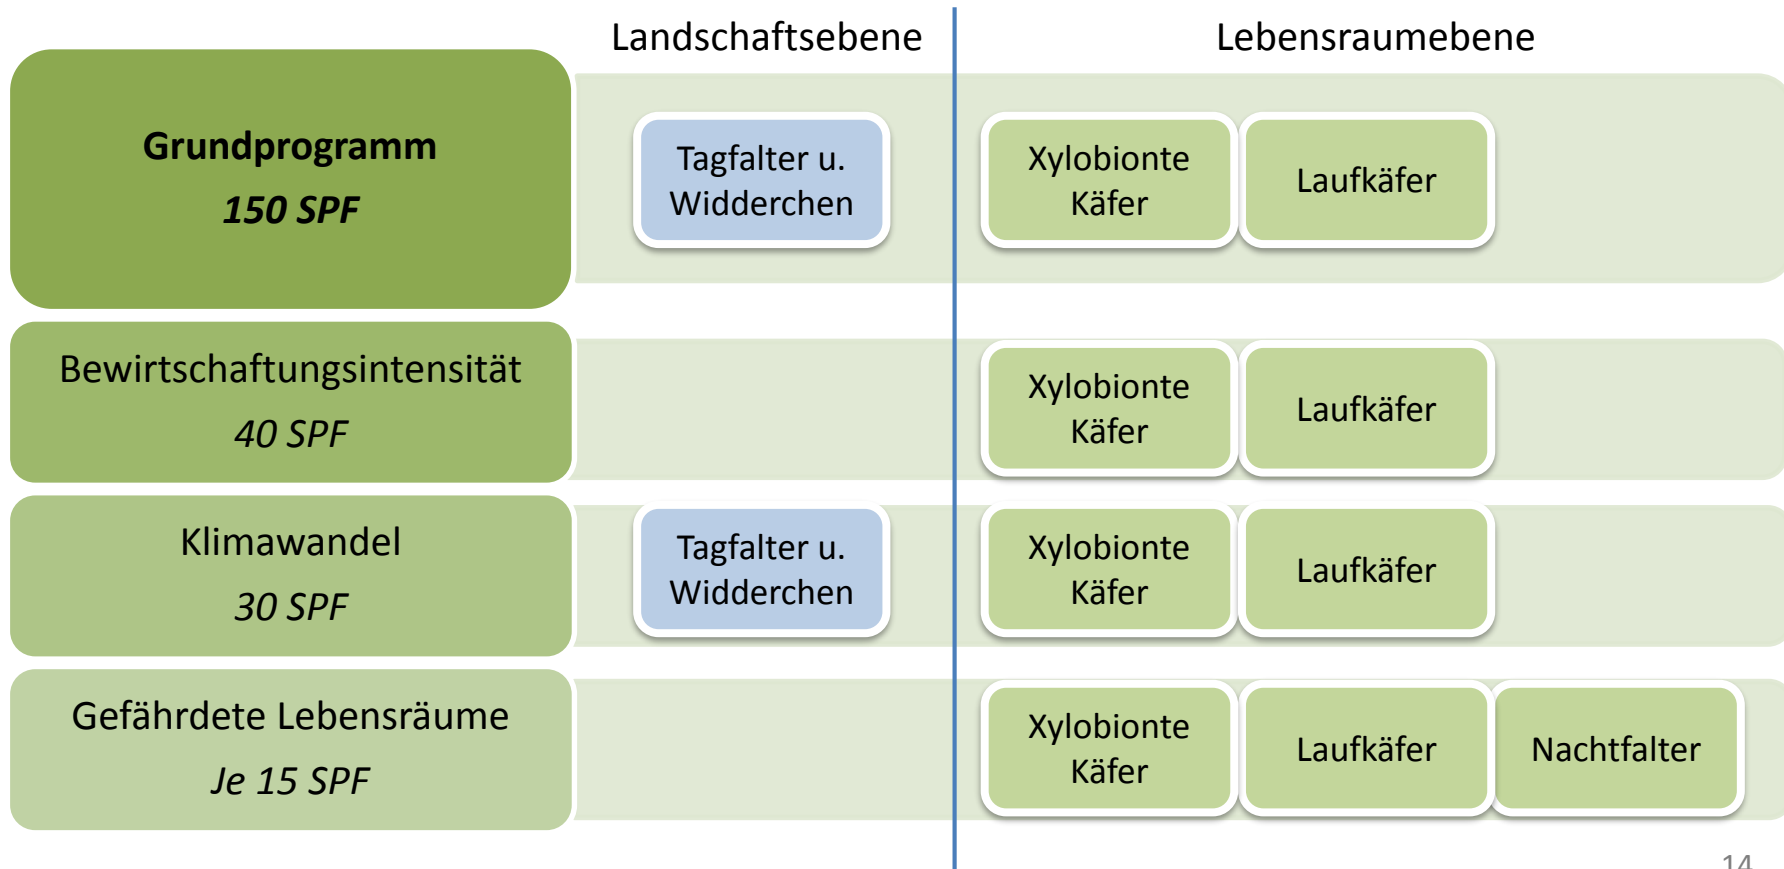 Landschaftsebene
Lebensraumebene
Grundprogramm
150 SPF
Tagfalter u.
Widderchen
Xylobionte
Käfer
Laufkäfer
Bewirtschaftungsintensität
40 SPF
Xylobionte
Käfer
Laufkäfer
Klimawandel
30 SPF
Tagfalter u.
Widderchen
Xylobionte
Käfer
Laufkäfer
Gefährdete Lebensräume
Je 15 SPF
Xylobionte
Käfer
Laufkäfer
Nachtfalter
14